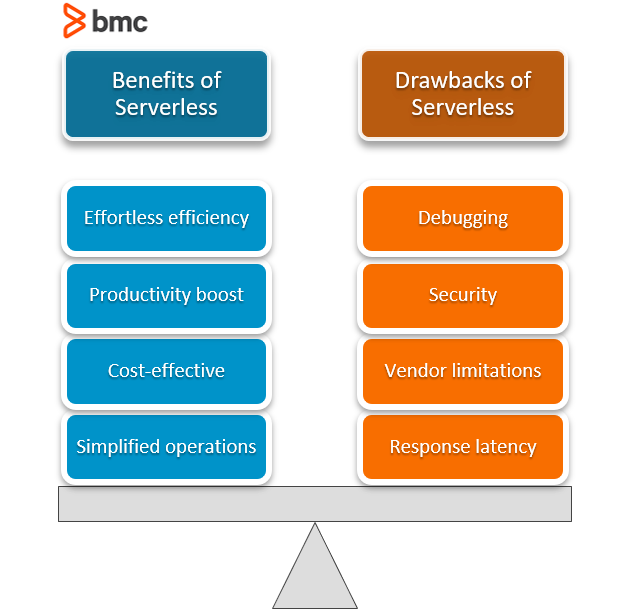 bmc
Benefits of
Serverless
Drawbacks of
Serverless
Effortless efficiency
Debugging
Productivity boost
Security
Cost-effective
Vendor limitations
Simplified operations
Response latency